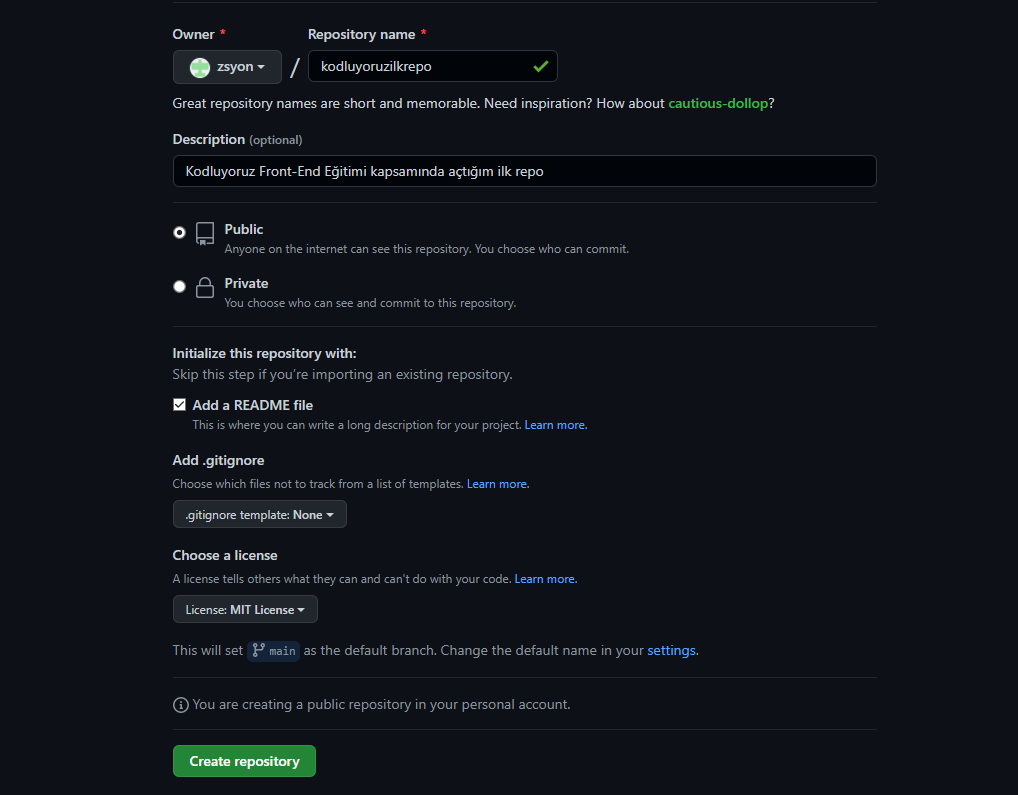 Owner * Repository name *
zsyon / kodluyoruzilkrepo
Great repository names are short and memorable. Need inspiration? How about cautious-dollop?
Description (optional)
Kodluyoruz Front-End Eğitimi kapsamında açtığım ilk repo
Public
Anyone on the internet can see this repository. You choose who can commit.
Private
You choose who can see and commit to this repository.
Initialize this repository with:
Skip this step if you're importing an existing repository.
Add a README file
This is where you can write a long description for your project. Learn more.
Add .gitignore
Choose which files not to track from a list of templates. Learn more.
.gitignore template: None
Choose a license
A license tells others what they can and can't do with your code. Learn more.
License: MIT License
This will set main as the default branch. Change the default name in your settings.
You are creating a public repository in your personal account.
Create repository